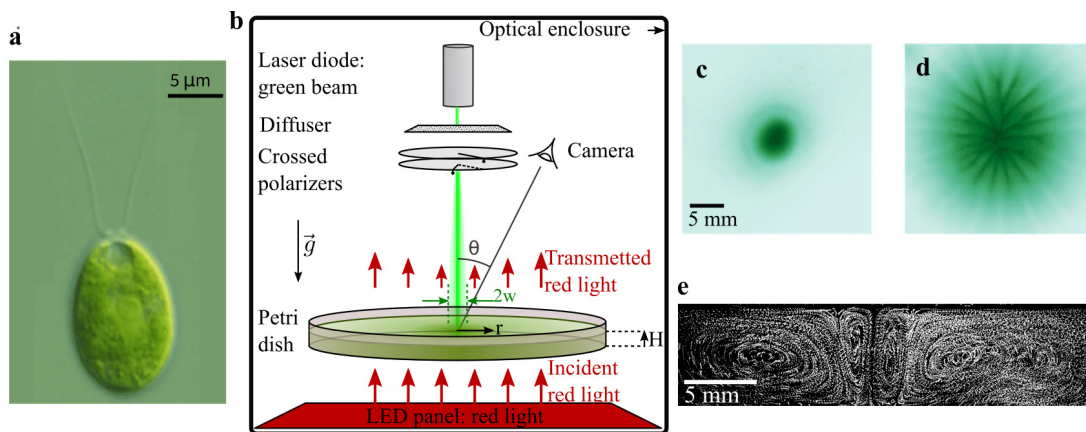 a
5 µm
b
Optical enclosure
Laser diode:
green beam
Diffuser
Crossed
polarizers
Camera
g
θ
Transmetted
red light
2w
Petri
dish
r
H
Incident
red light
LED panel: red light
c
5 mm
d
e
5 mm